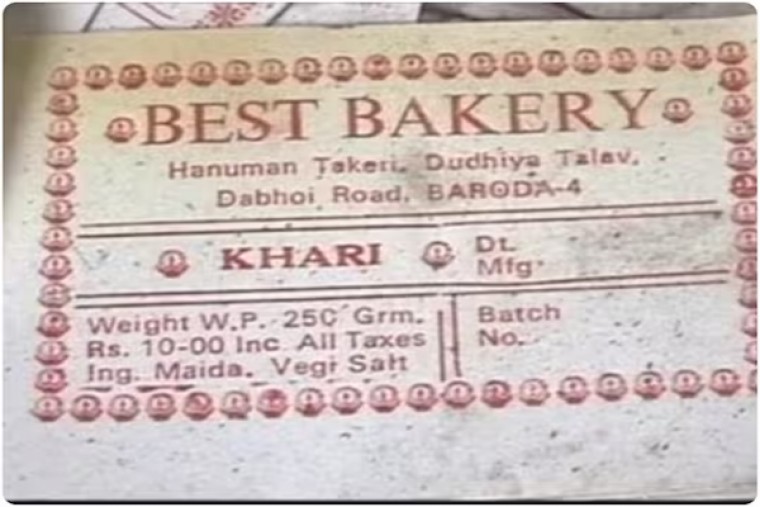 BEST BAKERY
Hanuman Tekeri, Dudhiya Talav,
Dabhoi Road, BARODA-4
KHARI
Dt.
Mfg.
Weight W.P. 250 Grm.
Rs. 10-00 Inc. All Taxes
Ing. Maida, Vegi Salt
Batch
No.